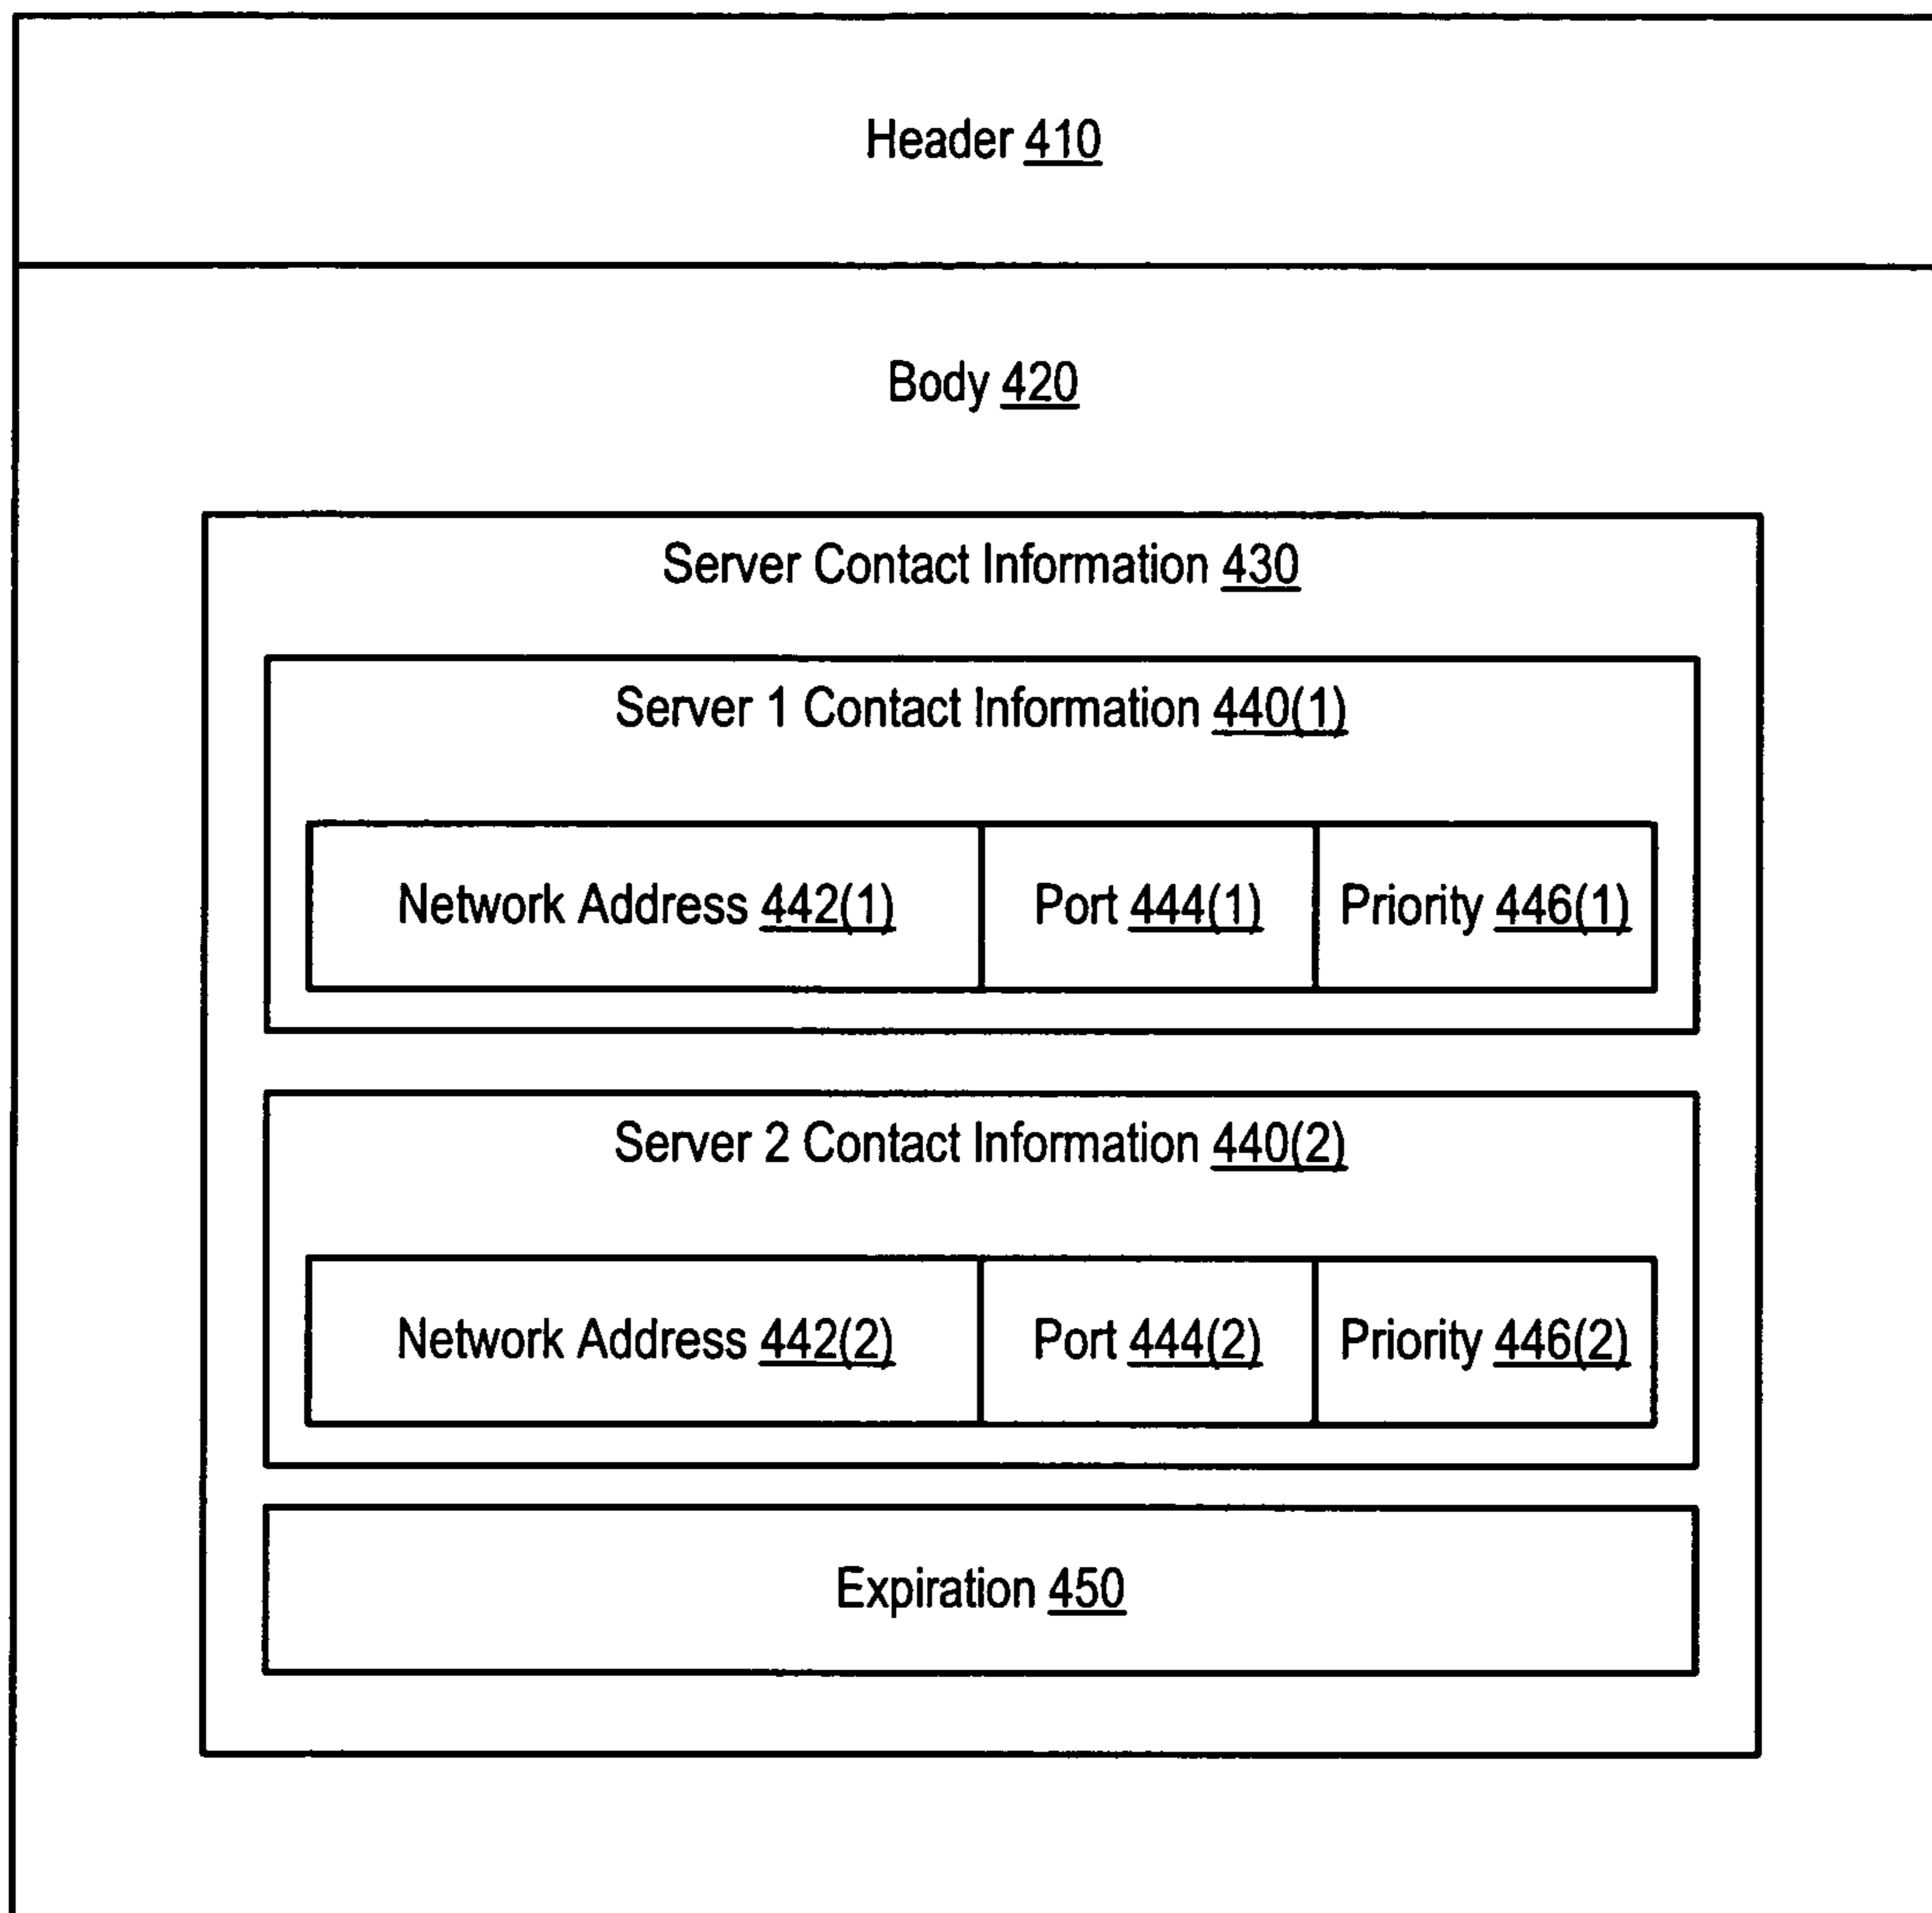 Header 410
Body 420
Server Contact Information 430
Server 1 Contact Information 440(1)
Network Address 442(1) Port 444(1) Priority 446(1)
Server 2 Contact Information 440(2)
Network Address 442(2) Port 444(2) Priority 446(2)
Expiration 450